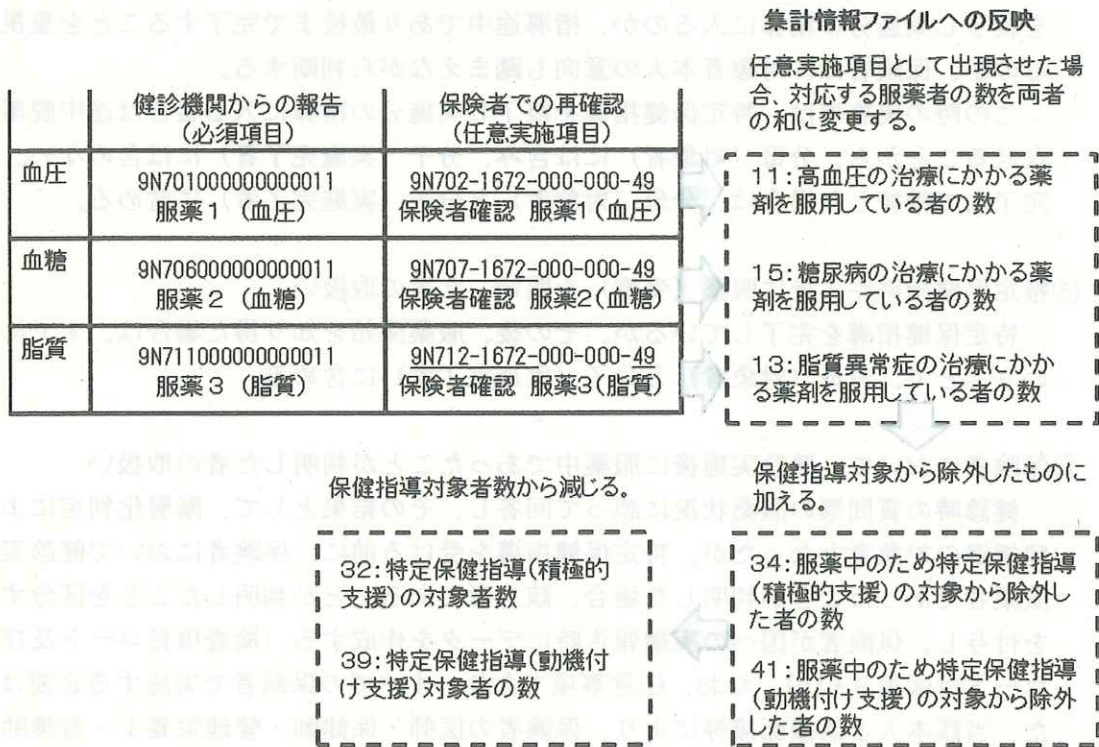 集計情報ファイルへの反映
任意実施項目として出現させた場
合、対応する服薬者の数を両者
の和に変更する。
健診機関からの報告
(必須項目)
保険者での再確認
(任意実施項目)
血圧
9N701000000000011
服薬1(血圧)
9N702-1672-000-000-49
保険者確認 服薬1(血圧)
11:高血圧の治療にかかる薬
剤を服用している者の数
血糖
9N706000000000011
服薬2 (血糖)
9N707-1672-000-000-49
保険者確認 服薬2(血糖)
15:糖尿病の治療にかかる薬
剤を服用している者の数
脂質
9N711000000000011
服薬3 (脂質)
9N712-1672-000-000-49
保険者確認 服薬3(脂質)
13:脂質異常症の治療にかか
る薬剤を服用している者の数
保健指導対象から除外したものに
加える。
保健指導対象者数から減じる。
34:服薬中のため特定保健指導
(積極的支援)の対象から除外し
た者の数
41:服薬中のため特定保健指導
(動機付け支援)の対象から除外
した者の数
32:特定保健指導(積極的
支援)の対象者数
39:特定保健指導(動機付
け支援)対象者の数